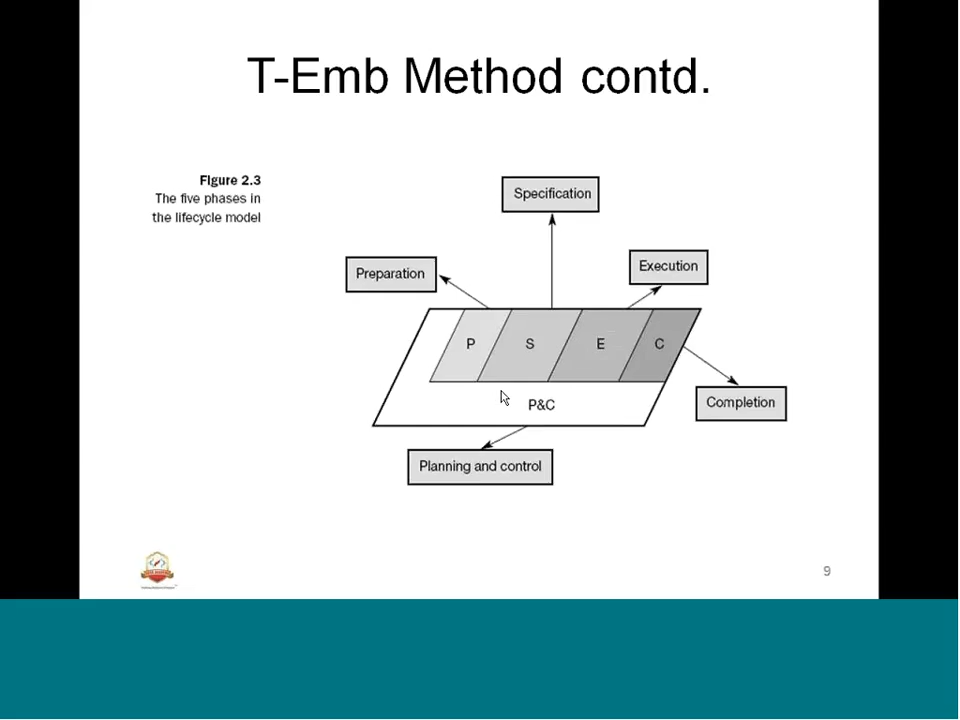 T-Emb Method contd.
Figure 2.3
The five phases in
the lifecycle model
Specification
Execution
Preparation
P S E C
P&C
Completion
Planning and control
9